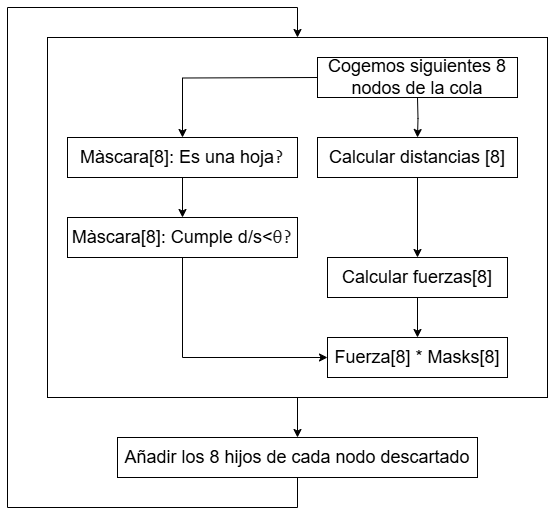 Cogemos siguientes 8
nodos de la cola
Màscara[8]: Es una hoja?
Calcular distancias [8]
Màscara[8]: Cumple d/s<θ?
Calcular fuerzas[8]
Fuerza[8] * Masks[8]
Añadir los 8 hijos de cada nodo descartado